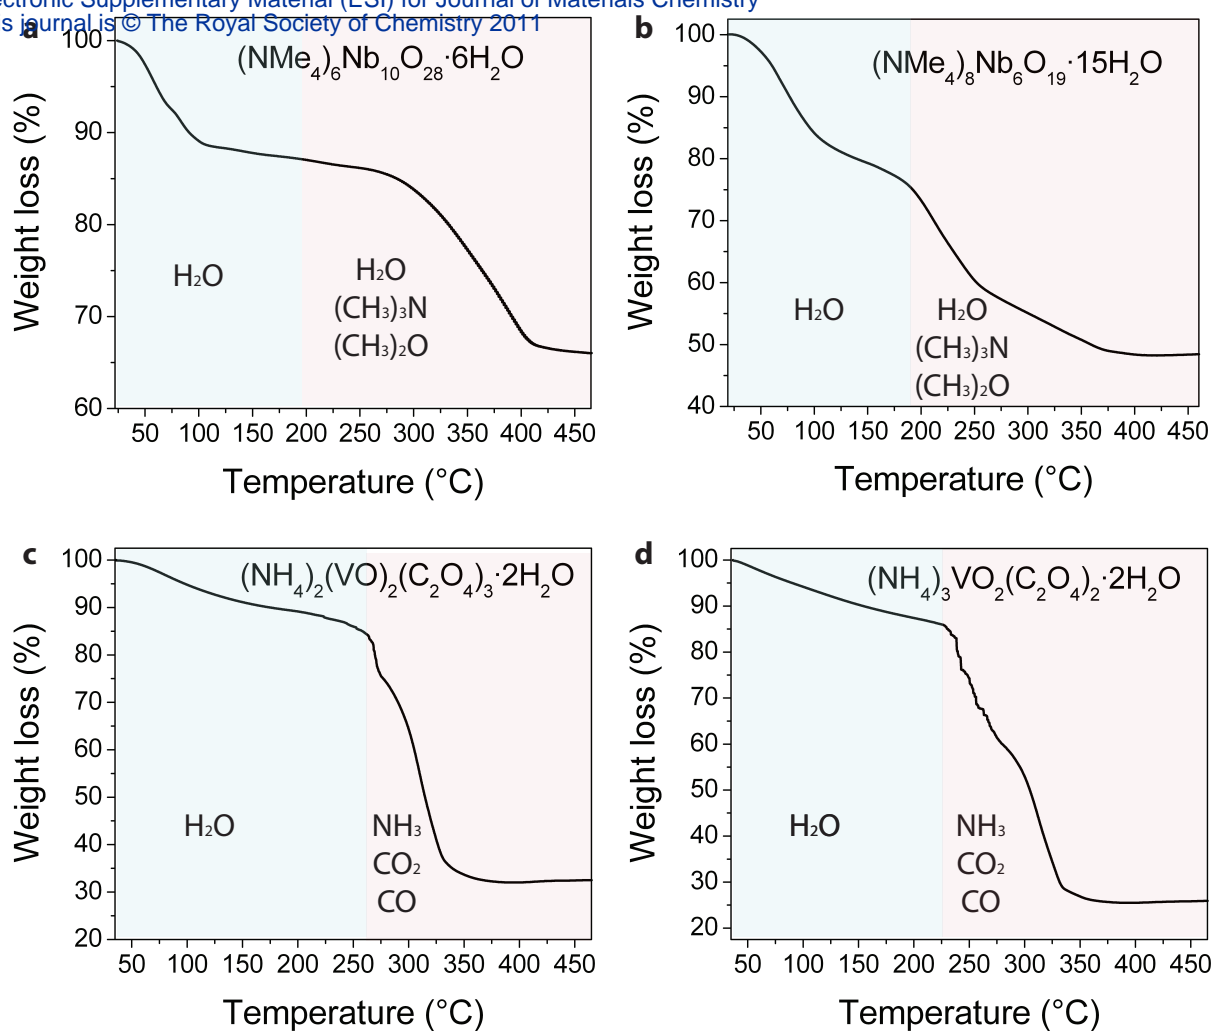 ectronic Supplementary Material (ESI) for Journal of Materials Chemistry
s journal is © The Royal Society of Chemistry 2011
a
(NMe4)6Nb10O28·6H2O
100
90
80
70
60
Weight loss (%)
H2O
H2O
(CH3)3N
(CH3)2O
50 100 150 200 250 300 350 400 450
Temperature (°C)
b
(NMe4)8Nb6O19·15H2O
100
90
80
70
60
50
40
Weight loss (%)
H2O
H2O
(CH3)3N
(CH3)2O
50 100 150 200 250 300 350 400 450
Temperature (°C)
c
(NH4)2(VO)2(C2O4)3·2H2O
100
90
80
70
60
50
40
30
20
Weight loss (%)
H2O
NH3
CO2
CO
50 100 150 200 250 300 350 400 450
Temperature (°C)
d
(NH4)3VO2(C2O4)2·2H2O
100
90
80
70
60
50
40
30
20
Weight loss (%)
H2O
NH3
CO2
CO
50 100 150 200 250 300 350 400 450
Temperature (°C)